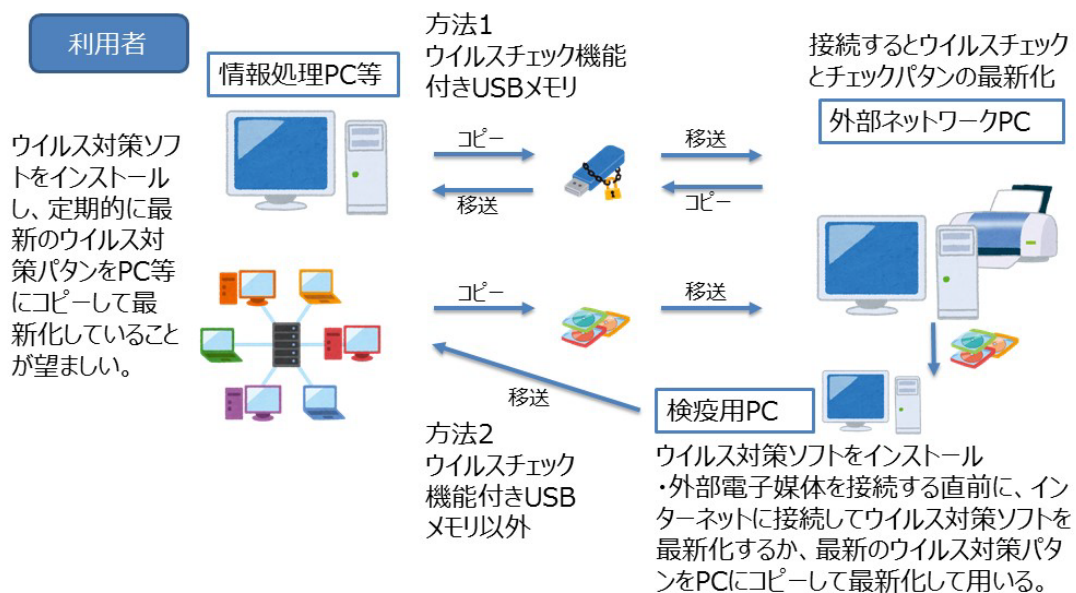 利用者
情報処理PC等
ウイルス対策ソフ
トをインストール
し、定期的に最
新のウイルス対
策パタンをPC等
にコピーして最
新化していること
が望ましい。
方法1
ウイルスチェック機能
付きUSBメモリ
コピー
移送
移送
コピー
接続するとウイルスチェック
とチェックパタンの最新化
外部ネットワークPC
コピー
移送
移送
方法2
ウイルスチェック
機能付きUSB
メモリ以外
検疫用PC
ウイルス対策ソフトをインストール
・外部電子媒体を接続する直前に、イン
ターネットに接続してウイルス対策ソフトを
最新化するか、最新のウイルス対策パタ
ンをPCにコピーして最新化して用いる。